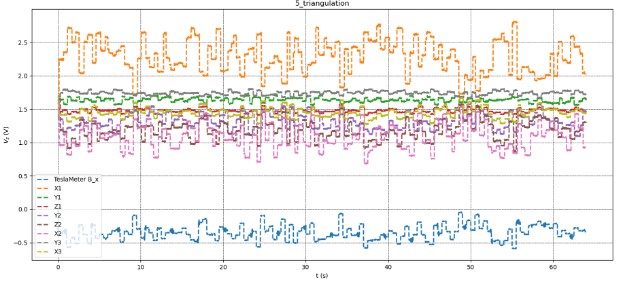 5_triangulation
2.5
2.0
1.5
1.0
0.5
0.0
−0.5
V_s (V)
TeslaMeter B_x
X1
Y1
Z1
Y2
Z2
X2
Y3
X3
0 10 20 30 40 50 60
t (s)